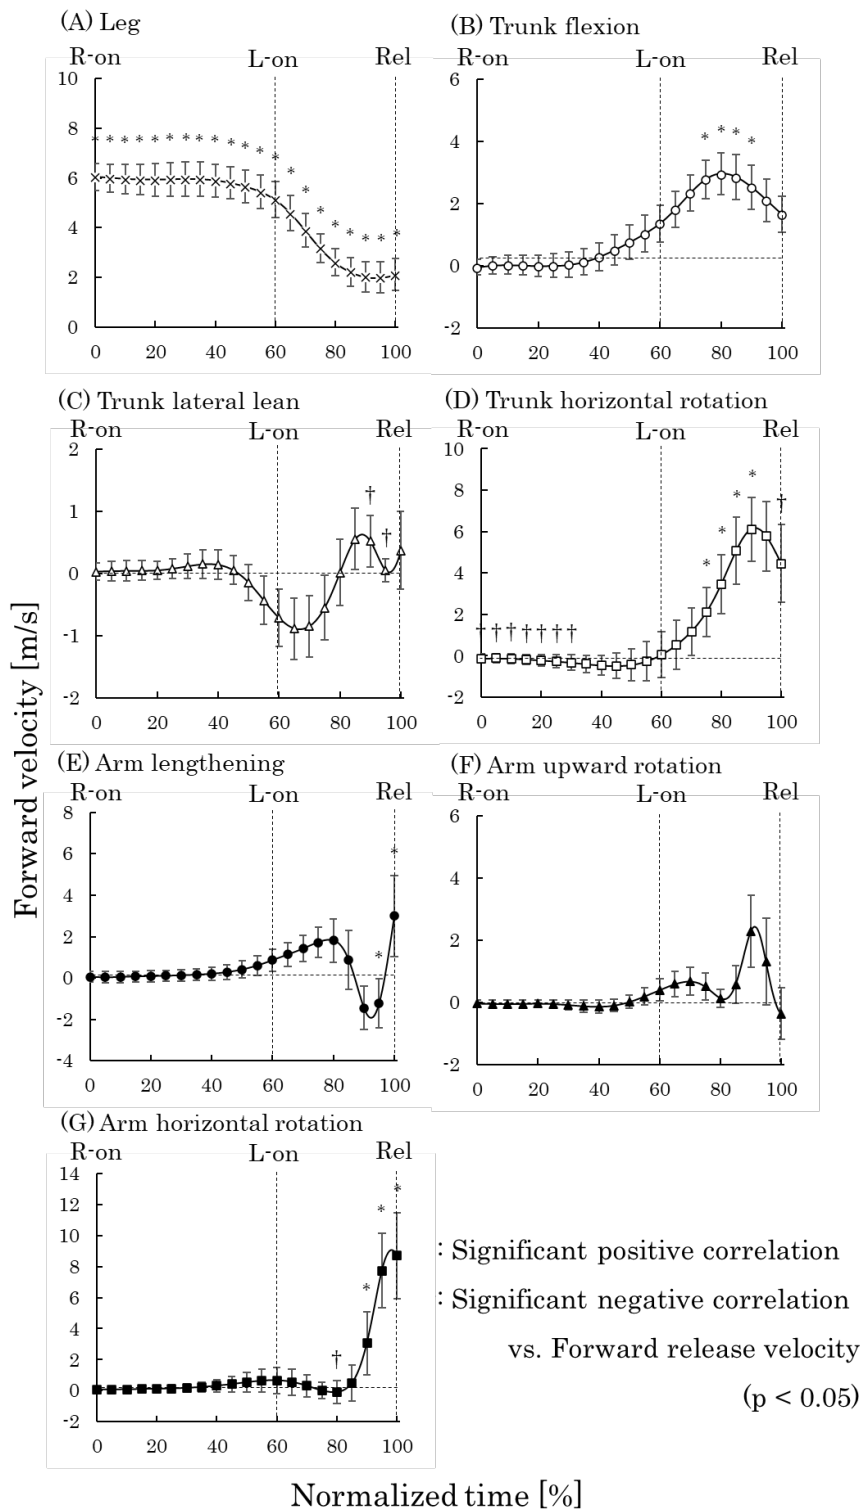 (A) Leg
R-on L-on Rel
10
8
* * * * * * * * * * * * * * * * * * * * *
6
4
2
0
0 20 40 60 80 100
(B) Trunk flexion
R-on L-on Rel
6
* * * *
4
2
0
-2
0 20 40 60 80 100
(C) Trunk lateral lean
R-on L-on Rel
2
† †
1
0
-1
-2
0 20 40 60 80 100
(D) Trunk horizontal rotation
R-on L-on Rel
10
* * * * †
8
6
4
2
† † † † † † †
0
-2
0 20 40 60 80 100
Forward velocity [m/s]
(E) Arm lengthening
R-on L-on Rel
8
6
* *
4
2
0
-2
-4
0 20 40 60 80 100
(F) Arm upward rotation
R-on L-on Rel
6
4
2
0
-2
0 20 40 60 80 100
(G) Arm horizontal rotation
R-on L-on Rel
14
12
* * *
10
8
6
4
2
†
0
-2
0 20 40 60 80 100
: Significant positive correlation
: Significant negative correlation
vs. Forward release velocity
(p < 0.05)
Normalized time [%]